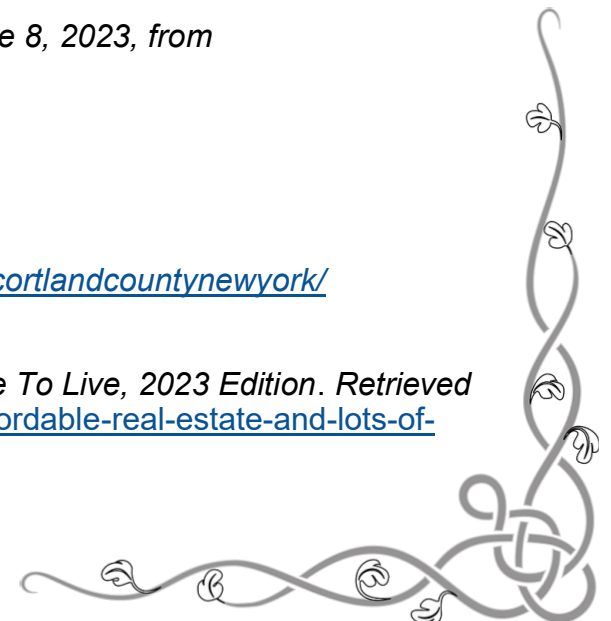 e 8, 2023, from
cortlandcountynewyork/
e To Live, 2023 Edition. Retrieved
ordable-real-estate-and-lots-of-